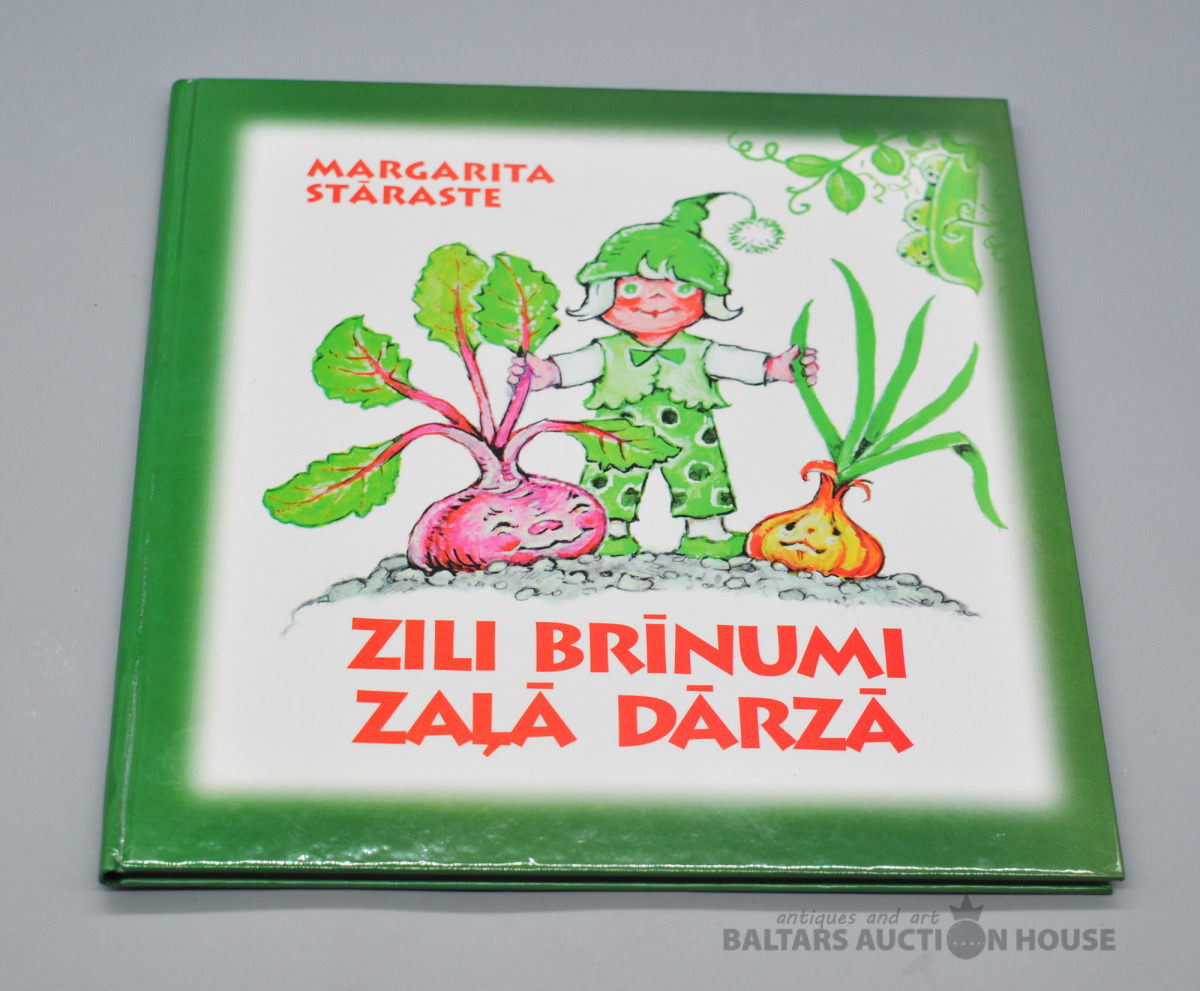 MARGARITA
STĀRASTE
ZILI BRĪNUMI
ZAĻĀ DĀRZĀ
antiques and art
BALTARS AUCTION HOUSE